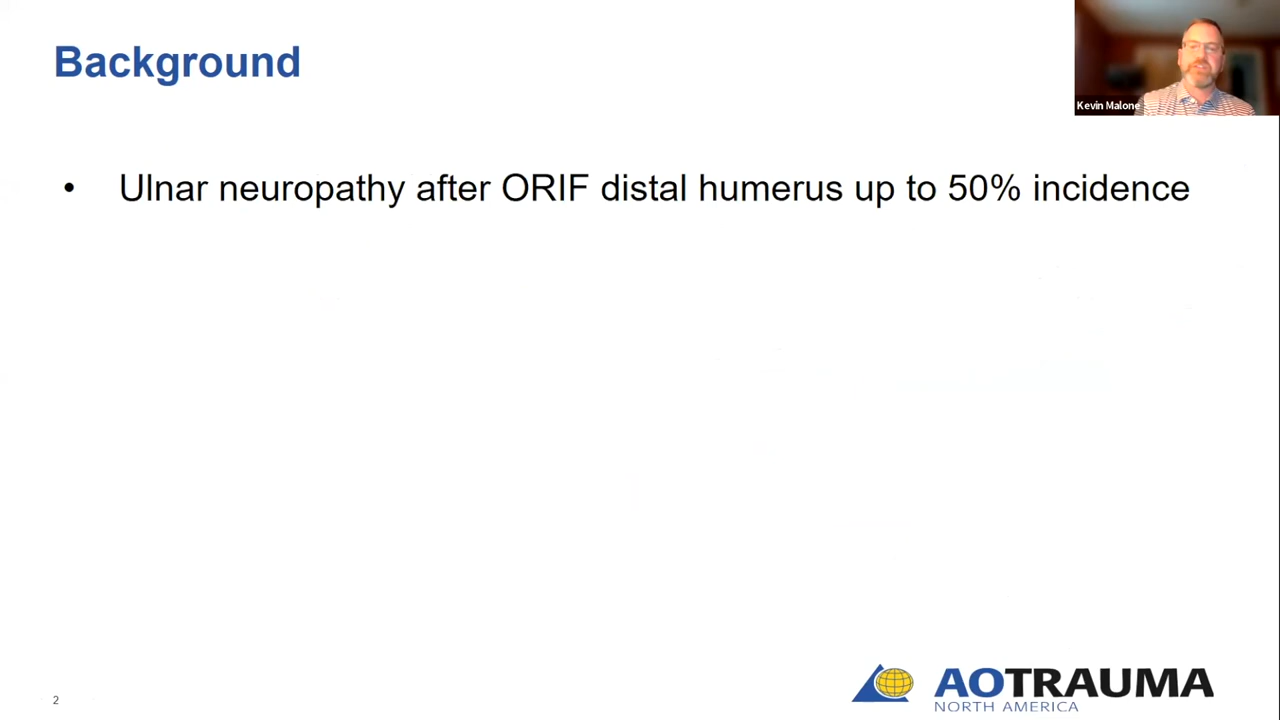 Background
Kevin Malone
• Ulnar neuropathy after ORIF distal humerus up to 50% incidence
2
AOTRAUMA
NORTH AMERICA